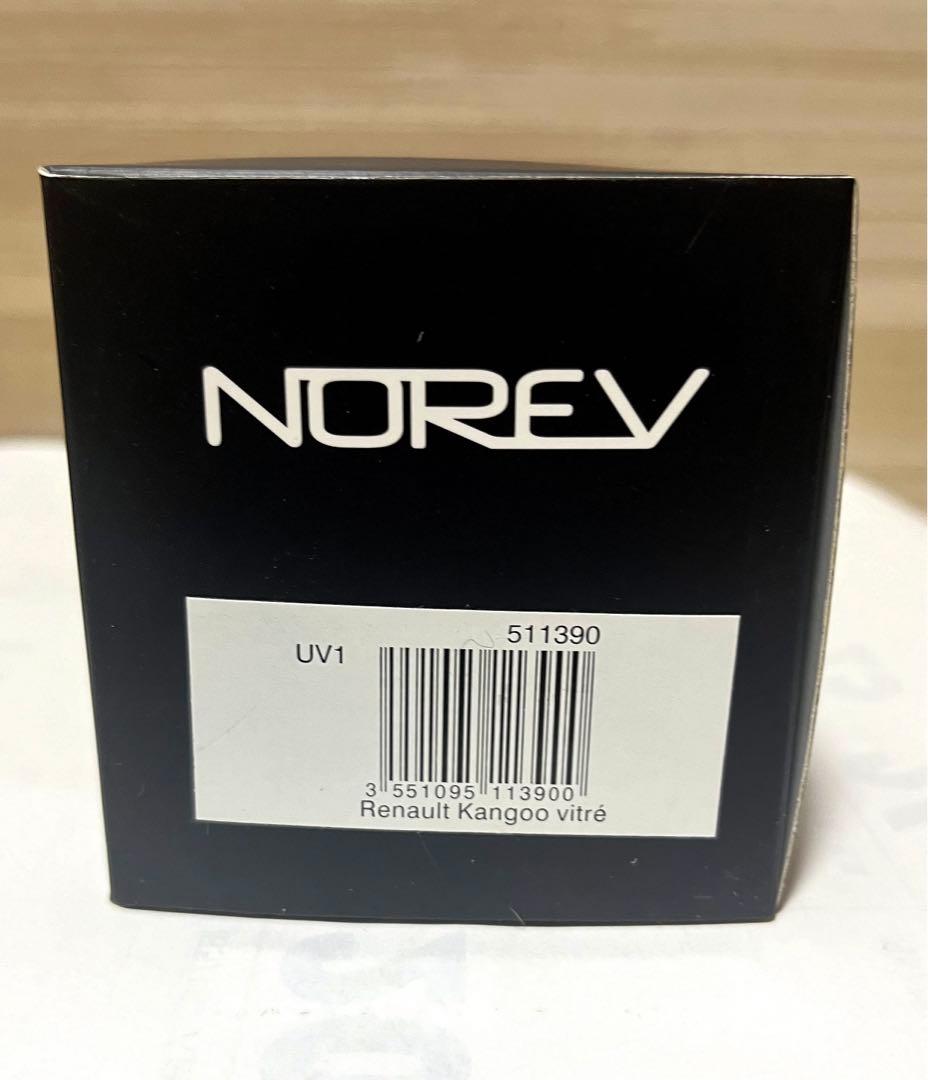 NOREV
511390
UV1
3 551095 113900
Renault Kangoo vitré